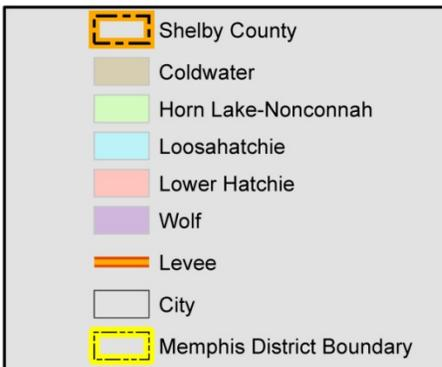 Shelby County
Coldwater
Horn Lake-Nonconnah
Loosahatchie
Lower Hatchie
Wolf
Levee
City
Memphis District Boundary